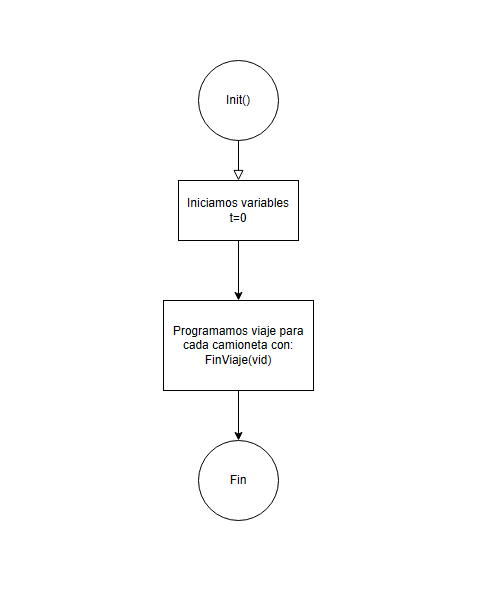 Init()
Iniciamos variables
t=0
Programamos viaje para
cada camioneta con:
FinViaje(vid)
Fin